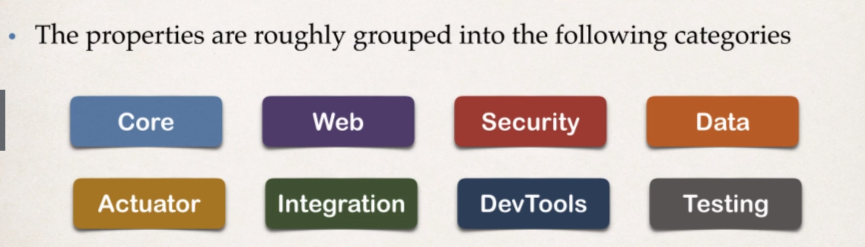 • The properties are roughly grouped into the following categories
Core Web Security Data
Actuator Integration DevTools Testing